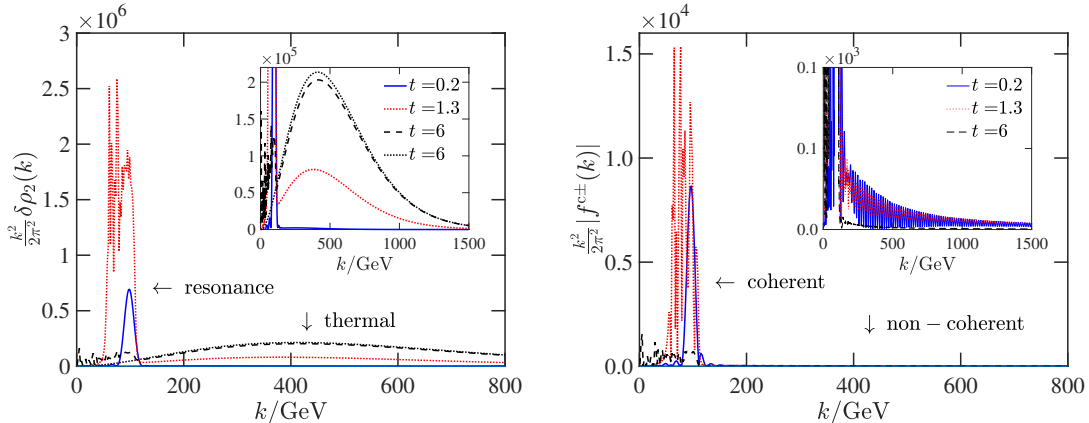 ×10⁶
3
2.5
2
1.5
1
0.5
0
0 200 400 600 800
k/GeV
k²/2π² δρ₂(k)
×10⁵
2
1.5
1
0.5
0
0 500 1000 1500
k/GeV
t = 0.2
t = 1.3
t = 6
t = 6
← resonance
↓ thermal
×10⁴
1.5
1.0
0.5
0.0
0 200 400 600 800
k/GeV
k²/2π² |f^{c±}(k)|
×10³
0.1
0.1
0.0
0 500 1000 1500
k/GeV
t = 0.2
t = 1.3
t = 6
← coherent
↓ non − coherent